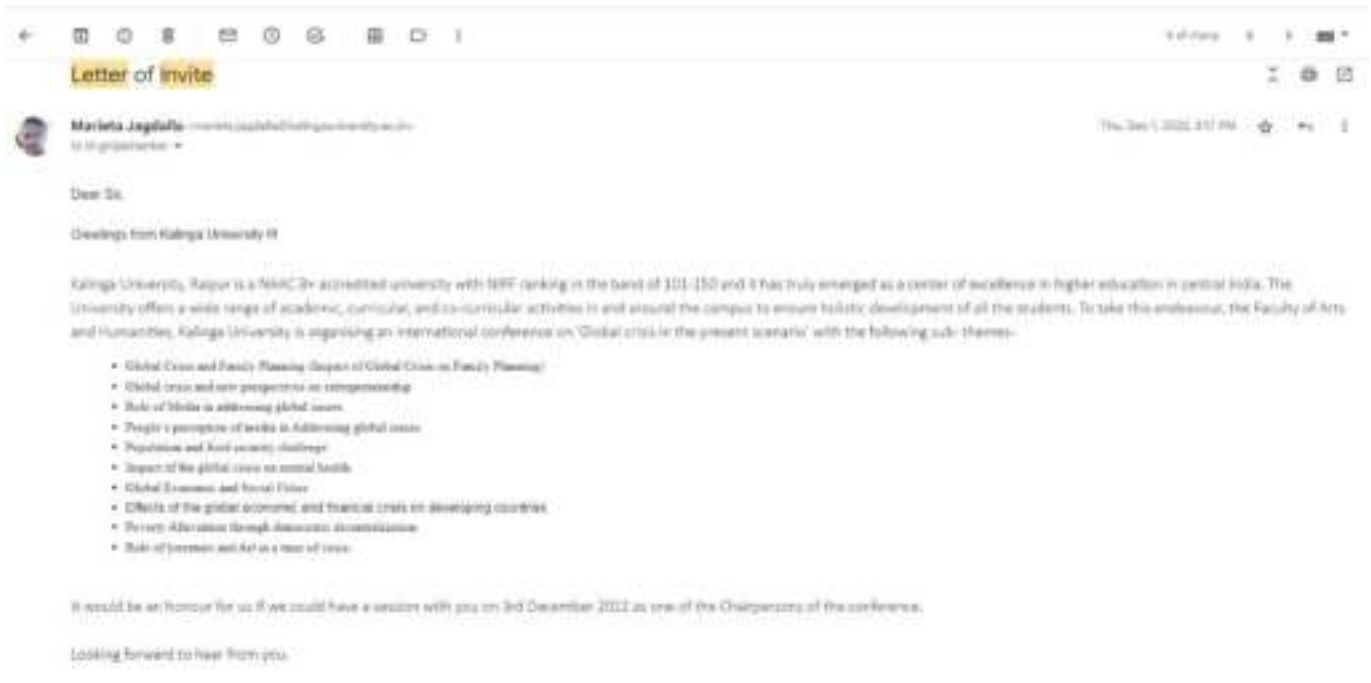 Letter of Invite
Marieta Jagdalla
Thu, Dec 1, 2022, 3:17 PM
Dear Sir,
Greetings from Kalinga University !!!
Kalinga University, Raipur is a NAAC B+ accredited university with NIRF ranking in the band of 101-150 and it has truly emerged as a center of excellence in higher education in central India. The
University offers a wide range of academic, curricular, and co-curricular activities in and around the campus to ensure holistic development of all the students. To take this endeavour, the Faculty of Arts
and Humanities, Kalinga University is organising an international conference on 'Global crisis in the present scenario' with the following sub- themes-
• Global Crisis and Family Planning (Impact of Global Crisis on Family Planning)
• Global crisis and new perspectives on entrepreneurship
• Role of Media in addressing global issues
• People's perception of media in Addressing global issues
• Population and food security challenge
• Impact of the global crisis on mental health
• Global Economic and Social Crises
• Effects of the global economic and financial crisis on developing countries
• Poverty Alleviation through democratic decentralization
• Role of literature and Art in a time of crisis
It would be an honour for us if we could have a session with you on 3rd December 2022 as one of the Chairpersons of the conference.
Looking forward to hear from you.